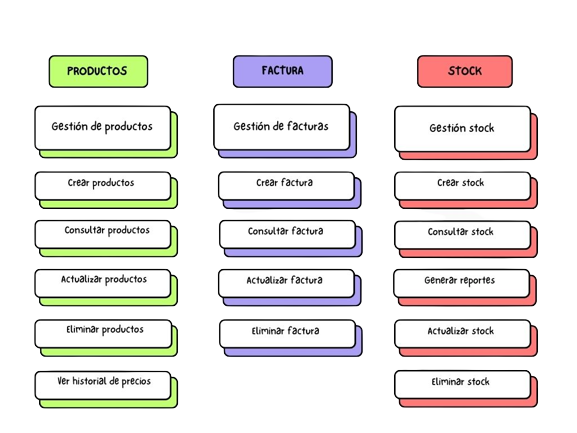 PRODUCTOS
Gestión de productos
Crear productos
Consultar productos
Actualizar productos
Eliminar productos
Ver historial de precios
FACTURA
Gestión de facturas
Crear factura
Consultar factura
Actualizar factura
Eliminar factura
STOCK
Gestión stock
Crear stock
Consultar stock
Generar reportes
Actualizar stock
Eliminar stock